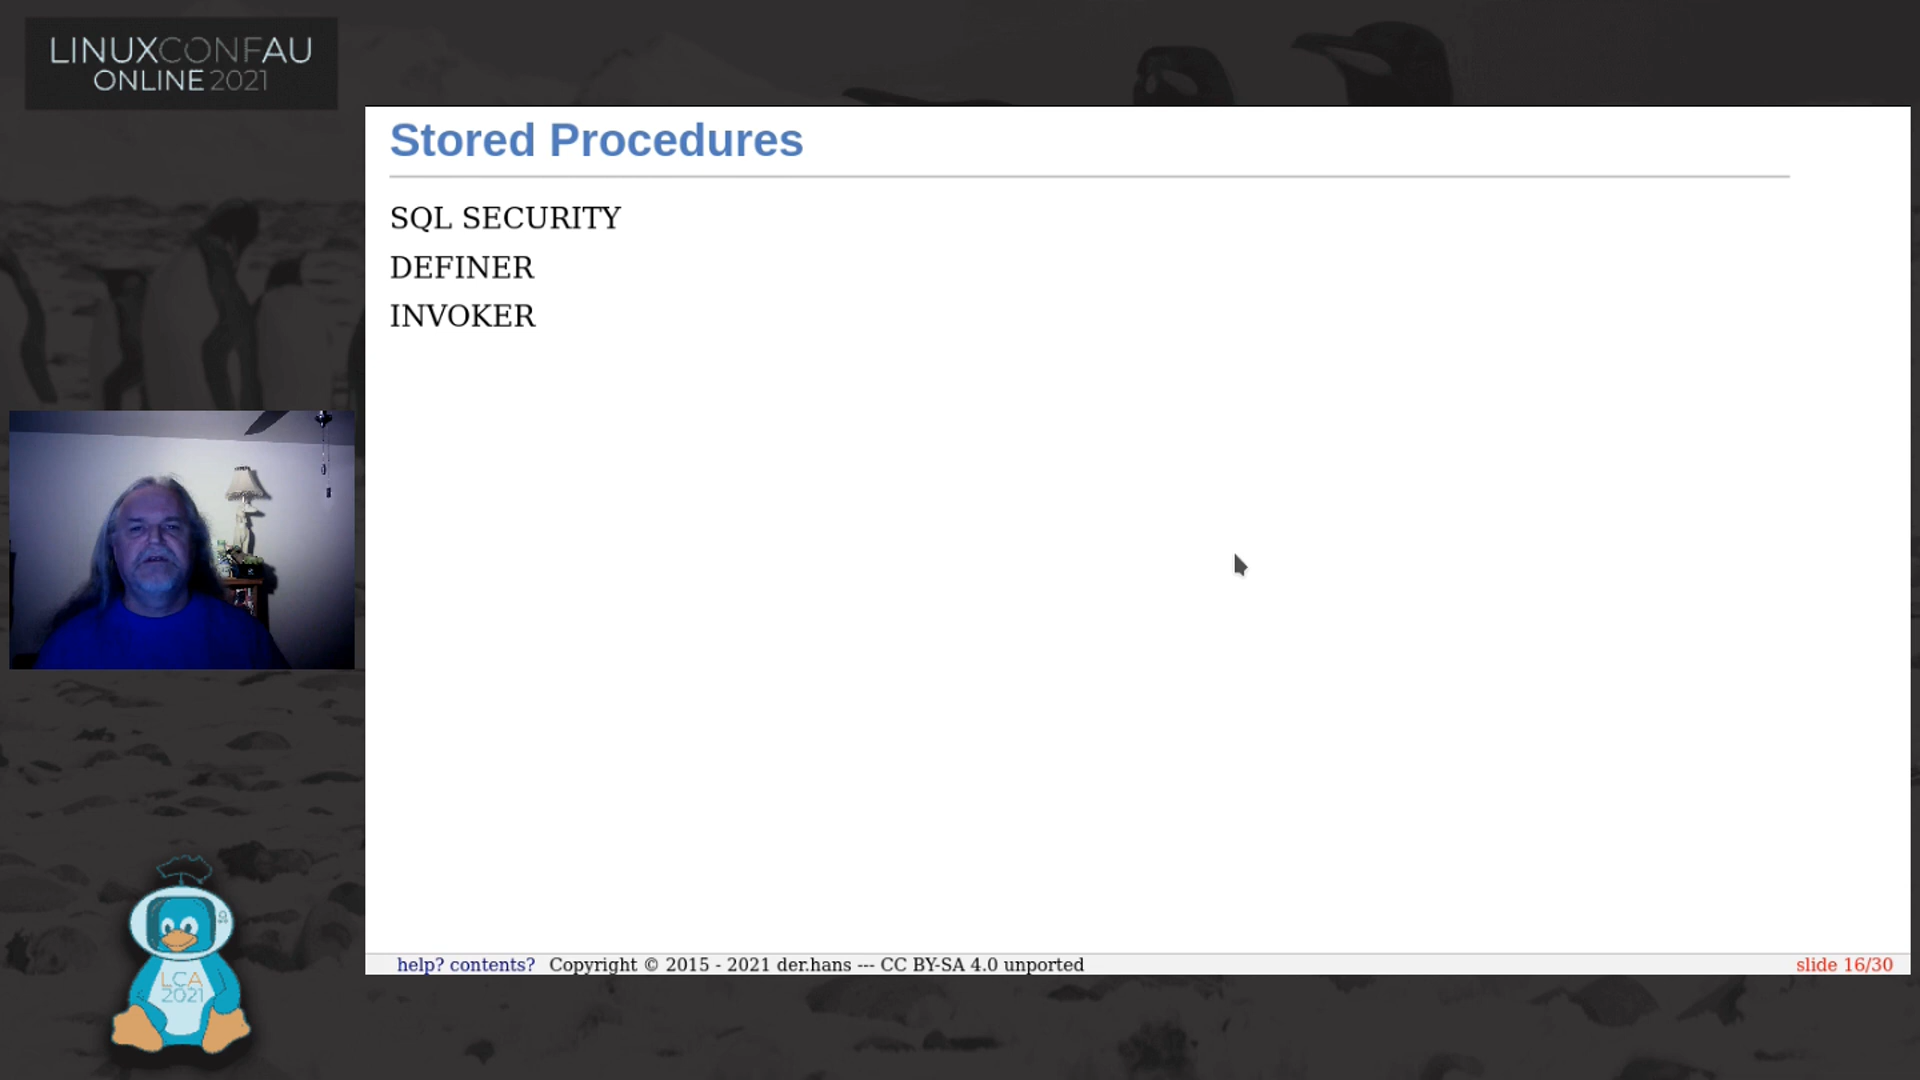 LINUXCONFAU
ONLINE 2021
Stored Procedures
SQL SECURITY
DEFINER
INVOKER
LCA
2021
help? contents? Copyright © 2015 - 2021 der.hans --- CC BY-SA 4.0 unported
slide 16/30